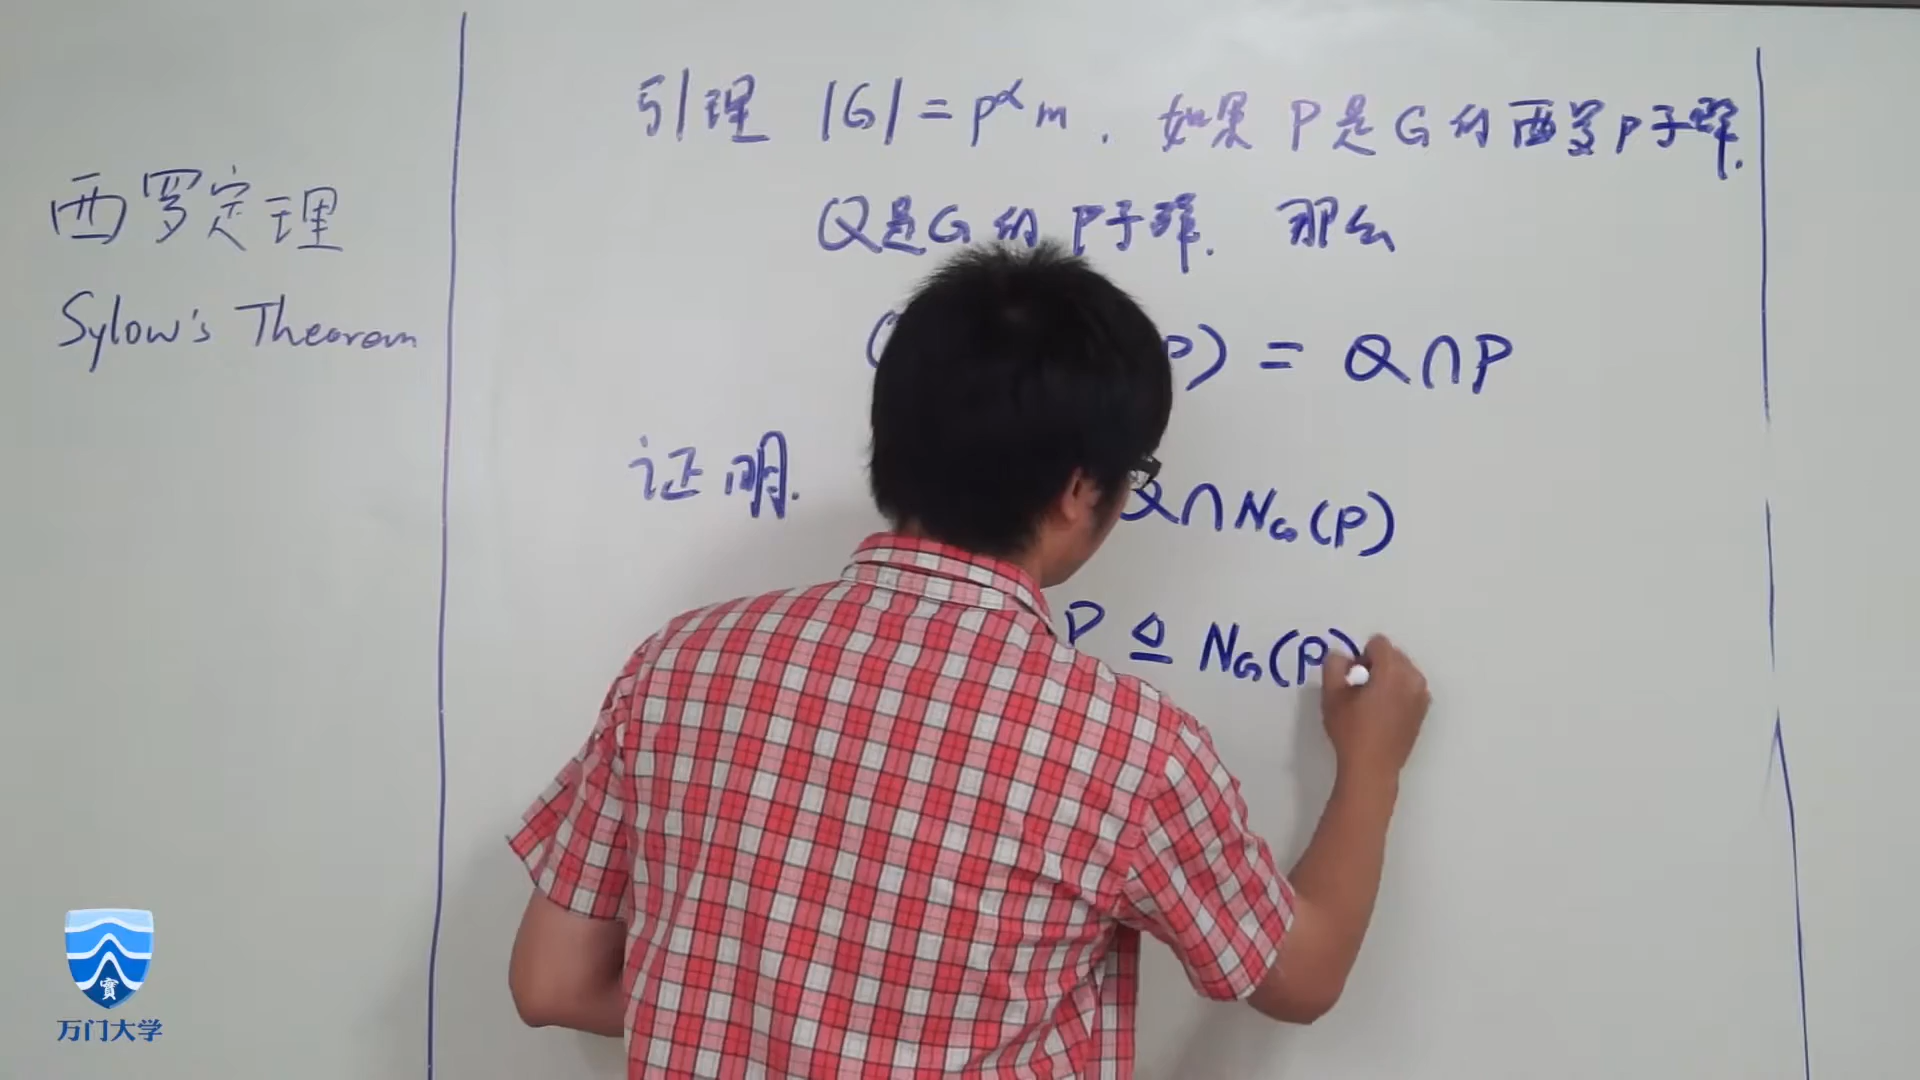 西罗定理
Sylow's Theorem
引理 |G| = p^α m. 如果 P是G的西罗p子群.
Q是G的 p子群. 那么
( P) = Q∩P
证明. Q∩N_G(P)
P ⊴ N_G(P)
實
万门大学